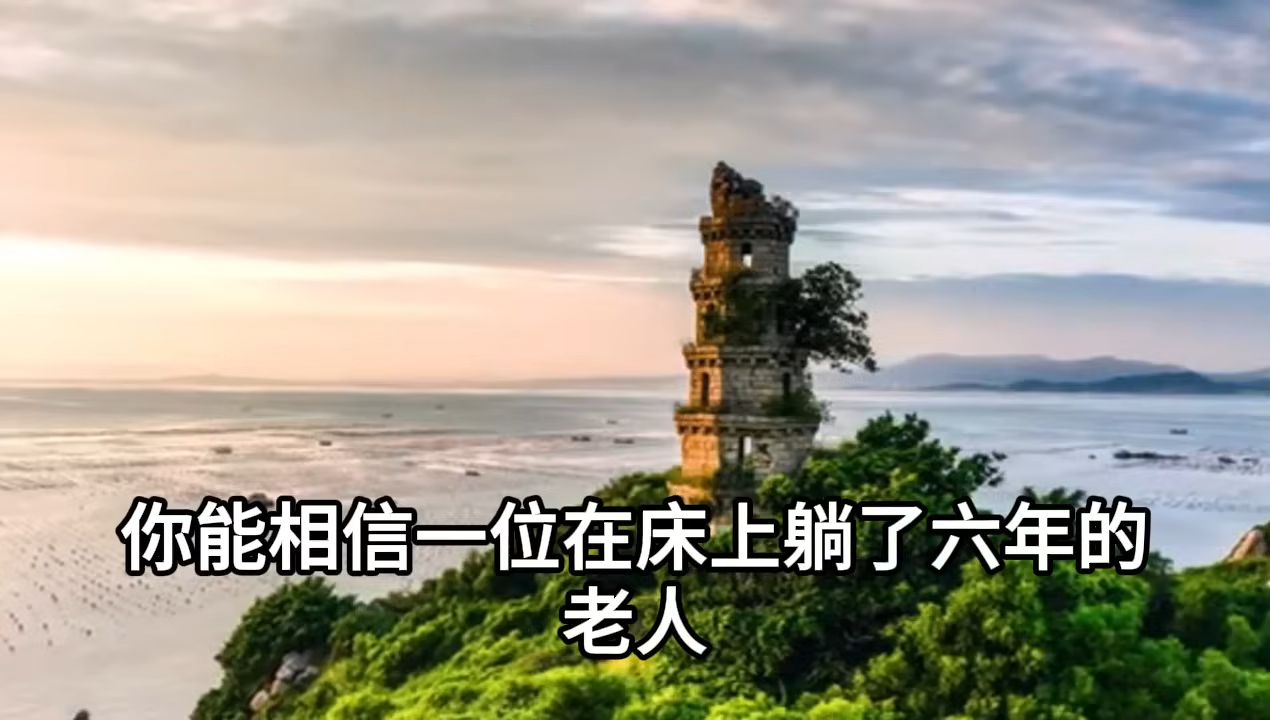 你能相信一位在床上躺了六年的
老人